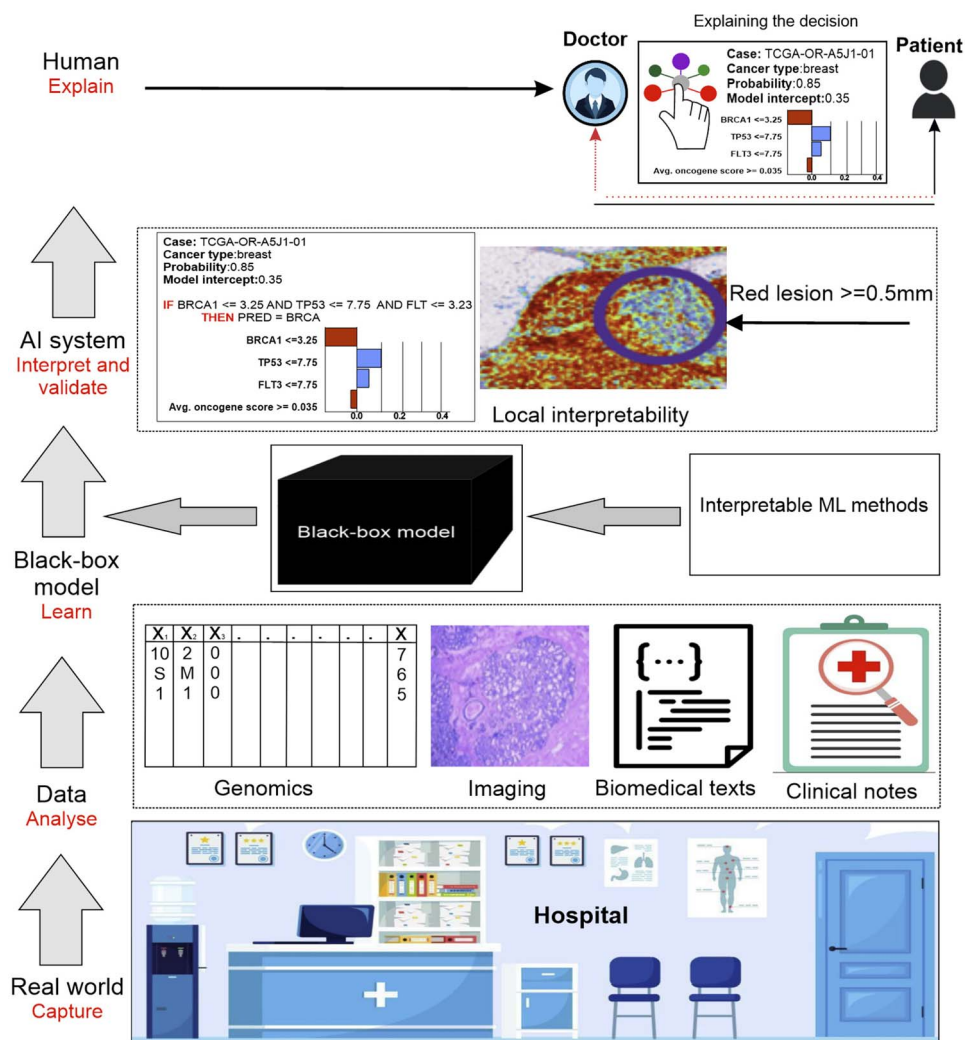 Explaining the decision
Human
Explain
Doctor
Patient
Case: TCGA-OR-A5J1-01
Cancer type:breast
Probability:0.85
Model intercept:0.35
BRCA1 <=3.25
TP53 <=7.75
FLT3 <=7.75
Avg. oncogene score >= 0.035
0.0 0.2 0.4
AI system
Interpret and
validate
Case: TCGA-OR-A5J1-01
Cancer type:breast
Probability:0.85
Model intercept:0.35
IF BRCA1 <= 3.25 AND TP53 <= 7.75 AND FLT <= 3.23
THEN PRED = BRCA
BRCA1 <=3.25
TP53 <=7.75
FLT3 <=7.75
Avg. oncogene score >= 0.035
0.0 0.2 0.4
Red lesion >=0.5mm
Local interpretability
Black-box
model
Learn
Black-box model
Interpretable ML methods
Data
Analyse
X1 X2 X3 . . . . . . X
10 2 0 7
S M 0 6
1 1 0 5
Genomics
Imaging
{...}
Biomedical texts
Clinical notes
Real world
Capture
Hospital